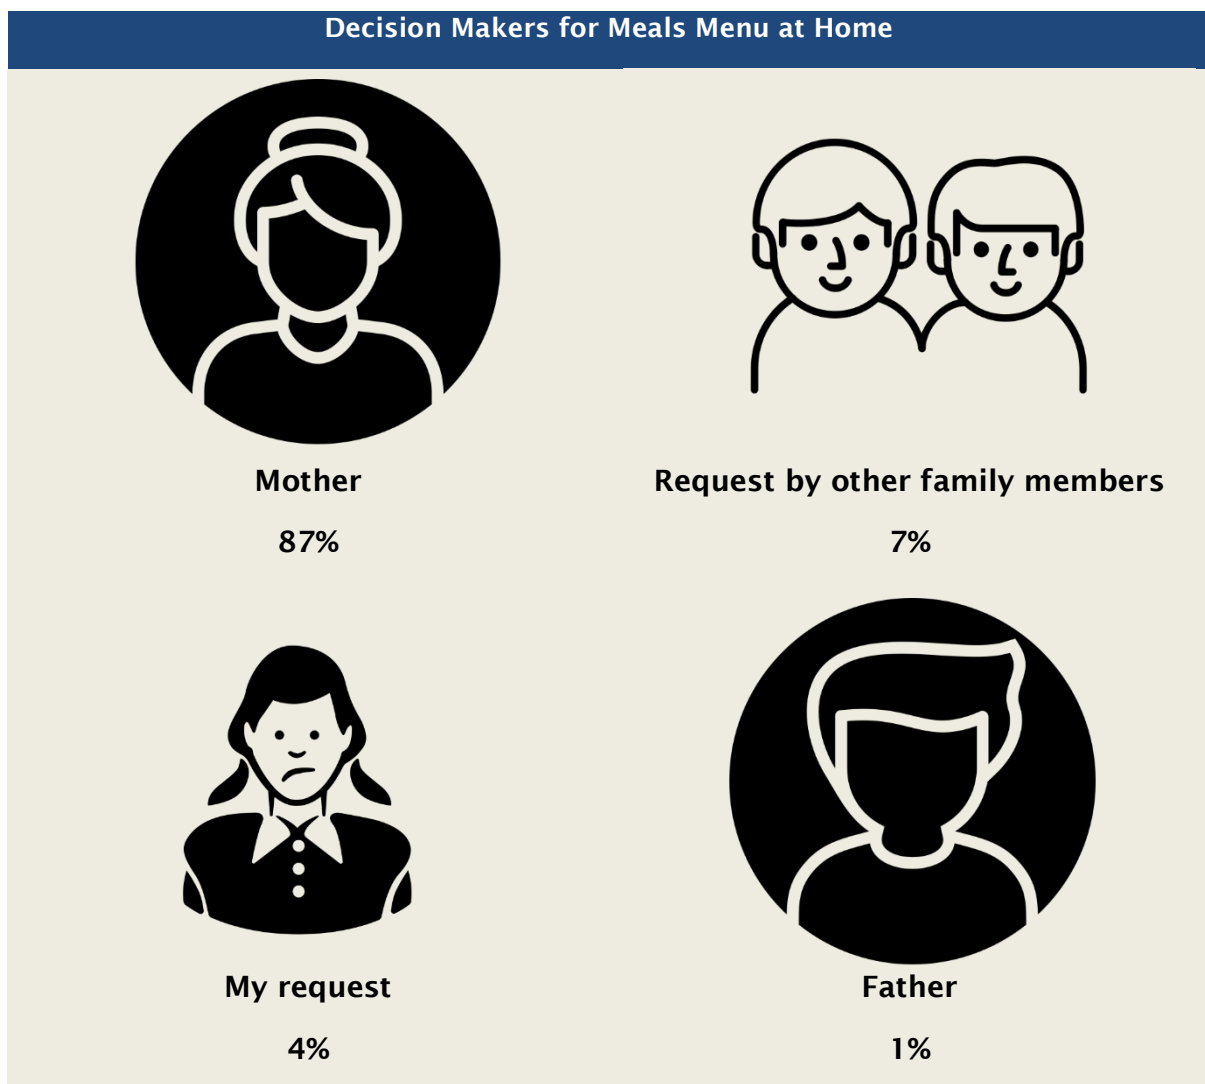 Decision Makers for Meals Menu at Home
Mother
87%
Request by other family members
7%
My request
4%
Father
1%